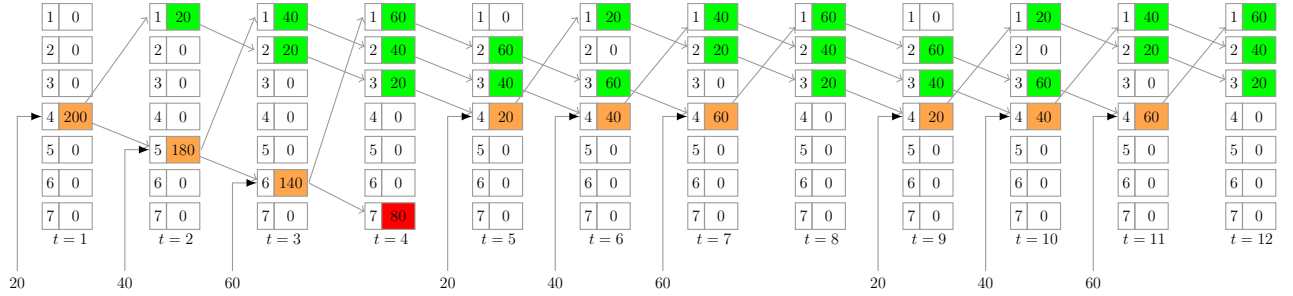 1 0 1 20 1 40 1 60 1 0 1 20 1 40 1 60 1 0 1 20 1 40 1 60
2 0 2 0 2 20 2 40 2 60 2 0 2 20 2 40 2 60 2 0 2 20 2 40
3 0 3 0 3 0 3 20 3 40 3 60 3 0 3 20 3 40 3 60 3 0 3 20
4 200 4 0 4 0 4 0 4 20 4 40 4 60 4 0 4 20 4 40 4 60 4 0
5 0 5 180 5 0 5 0 5 0 5 0 5 0 5 0 5 0 5 0 5 0 5 0
6 0 6 0 6 140 6 0 6 0 6 0 6 0 6 0 6 0 6 0 6 0 6 0
7 0 7 0 7 0 7 80 7 0 7 0 7 0 7 0 7 0 7 0 7 0 7 0
t = 1 t = 2 t = 3 t = 4 t = 5 t = 6 t = 7 t = 8 t = 9 t = 10 t = 11 t = 12
20 40 60 20 40 60 20 40 60